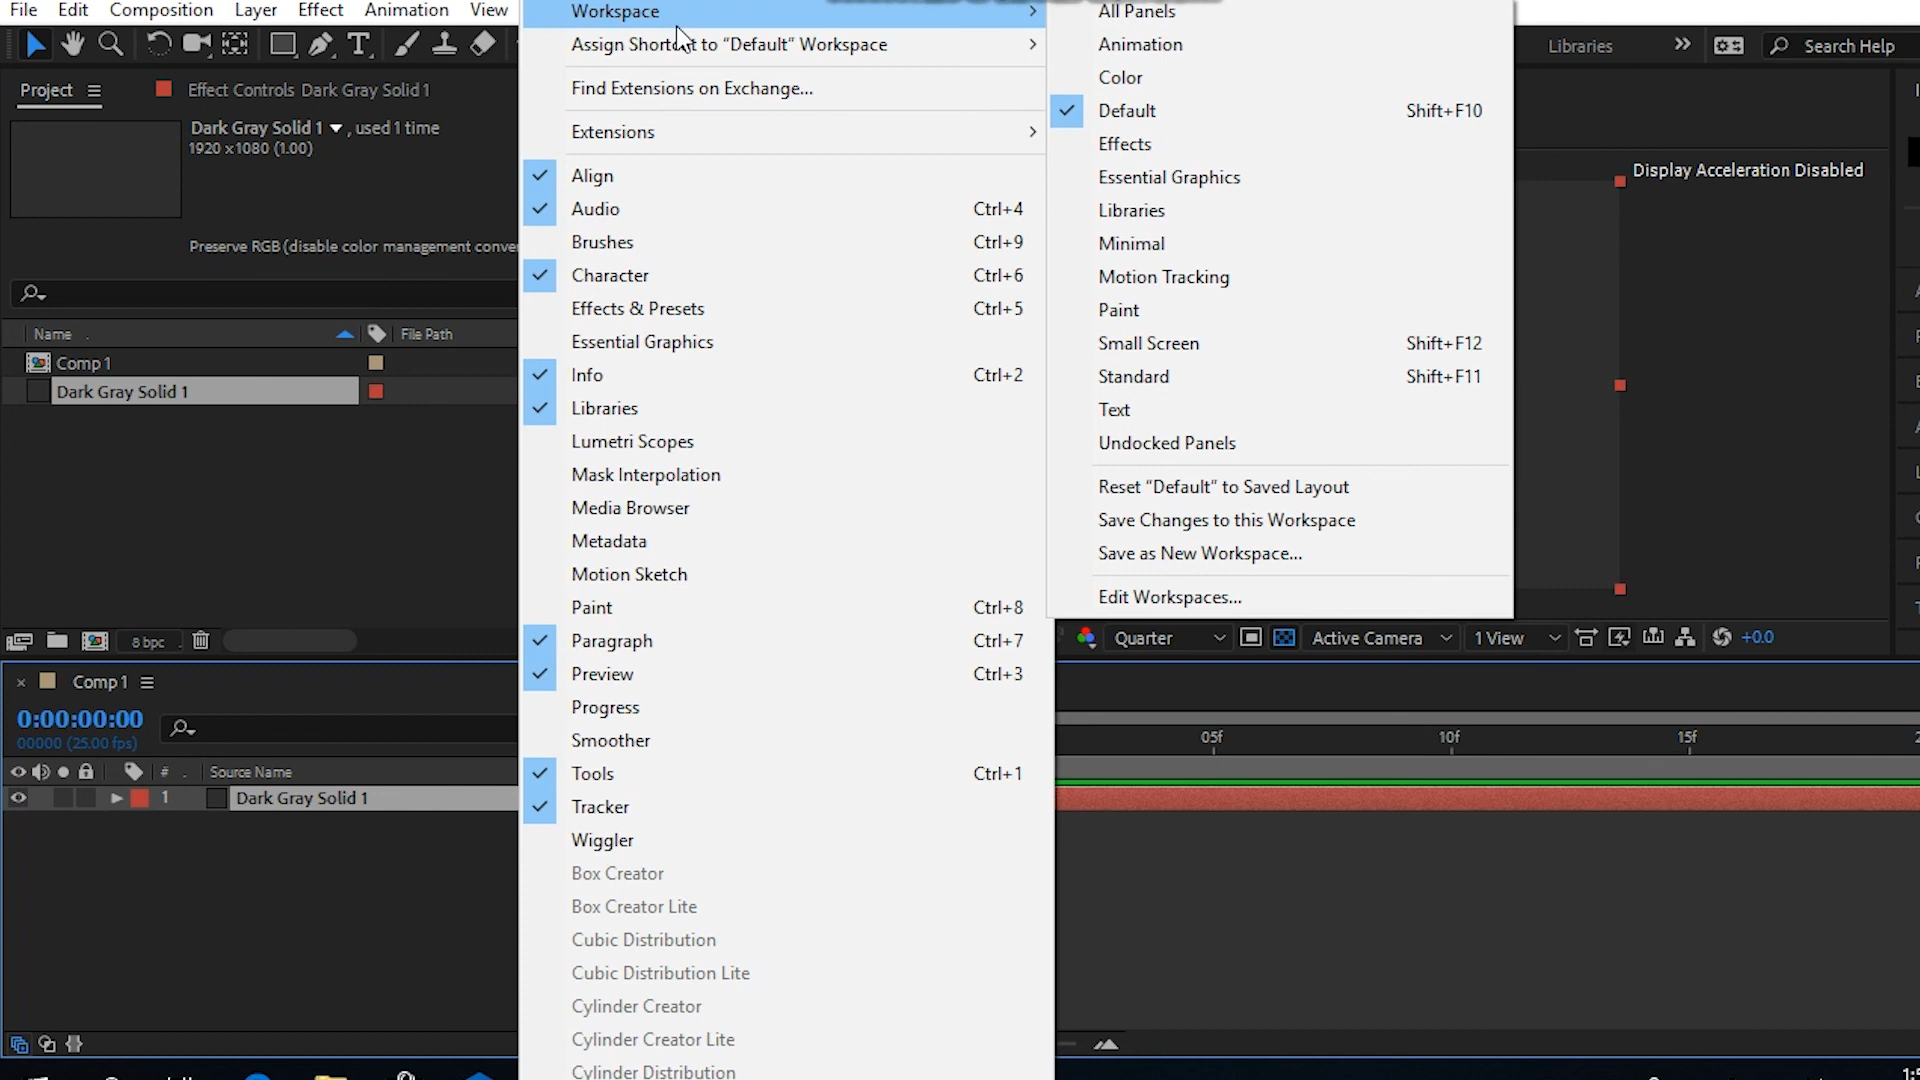 File Edit Composition Layer Effect Animation View
Libraries
Search Help
Project
Effect Controls Dark Gray Solid 1
Dark Gray Solid 1 , used 1 time
1920 x1080 (1.00)
Preserve RGB (disable color management conve
Name
File Path
Comp 1
Dark Gray Solid 1
8 bpc
Workspace
Assign Shortcut to "Default" Workspace
Find Extensions on Exchange...
Extensions
Align
Audio Ctrl+4
Brushes Ctrl+9
Character Ctrl+6
Effects & Presets Ctrl+5
Essential Graphics
Info Ctrl+2
Libraries
Lumetri Scopes
Mask Interpolation
Media Browser
Metadata
Motion Sketch
Paint Ctrl+8
Paragraph Ctrl+7
Preview Ctrl+3
Progress
Smoother
Tools Ctrl+1
Tracker
Wiggler
Box Creator
Box Creator Lite
Cubic Distribution
Cubic Distribution Lite
Cylinder Creator
Cylinder Creator Lite
Cylinder Distribution
All Panels
Animation
Color
Default Shift+F10
Effects
Essential Graphics
Libraries
Minimal
Motion Tracking
Paint
Small Screen Shift+F12
Standard Shift+F11
Text
Undocked Panels
Reset "Default" to Saved Layout
Save Changes to this Workspace
Save as New Workspace...
Edit Workspaces...
Display Acceleration Disabled
Quarter
Active Camera
1 View
+0.0
Comp 1
0:00:00:00
00000 (25.00 fps)
# Source Name
1 Dark Gray Solid 1
05f 10f 15f